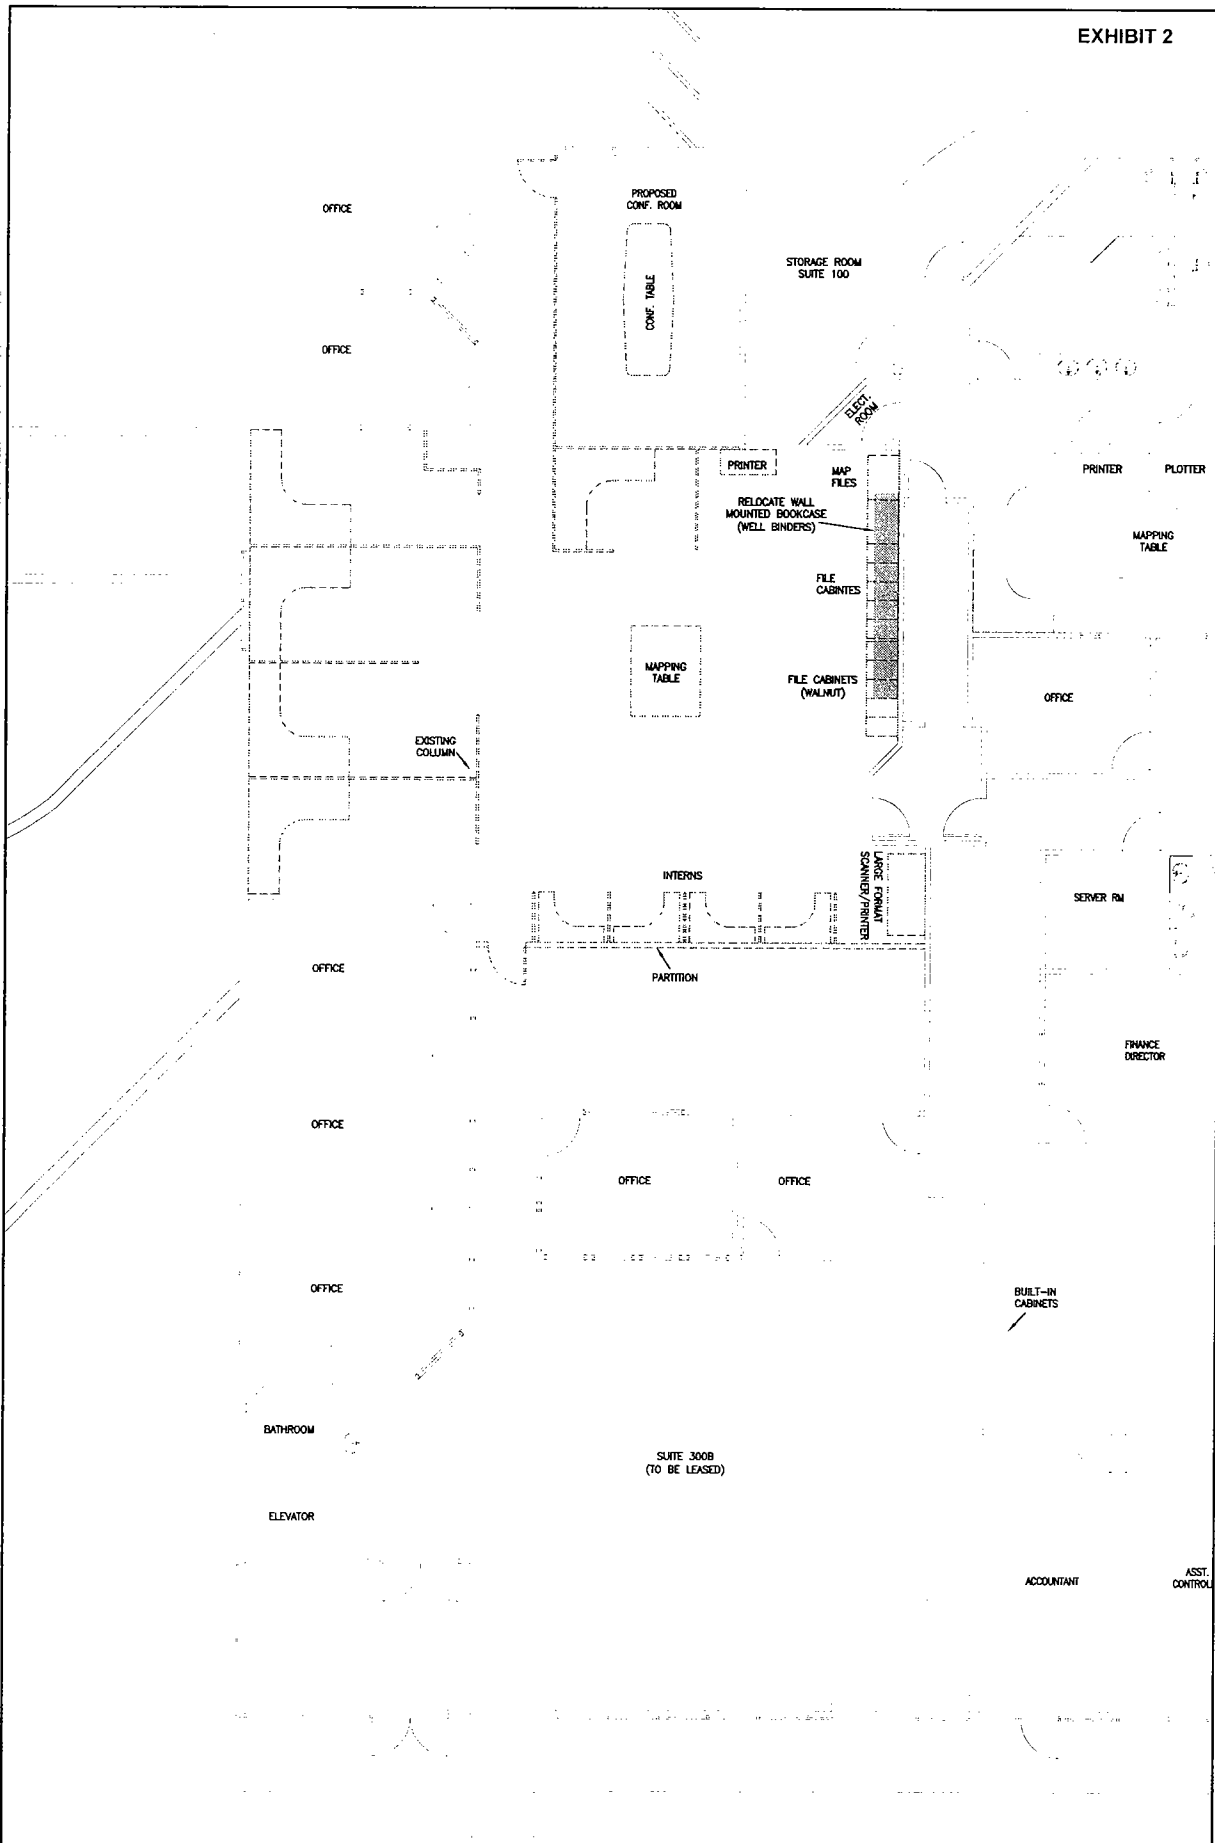 EXHIBIT 2
OFFICE
PROPOSED
CONF. ROOM
CONF. TABLE
STORAGE ROOM
SUITE 100
OFFICE
ELECT.
ROOM
PRINTER
MAP
FILES
PRINTER
PLOTTER
RELOCATE WALL
MOUNTED BOOKCASE
(WELL BINDERS)
MAPPING
TABLE
FILE
CABINTES
MAPPING
TABLE
FILE CABINETS
(WALNUT)
OFFICE
EXISTING
COLUMN
INTERNS
LARGE FORMAT
SCANNER/PRINTER
SERVER RM
OFFICE
PARTITION
FINANCE
DIRECTOR
OFFICE
OFFICE
OFFICE
OFFICE
BUILT-IN
CABINETS
BATHROOM
SUITE 300B
(TO BE LEASED)
ELEVATOR
ACCOUNTANT
ASST.
CONTROL